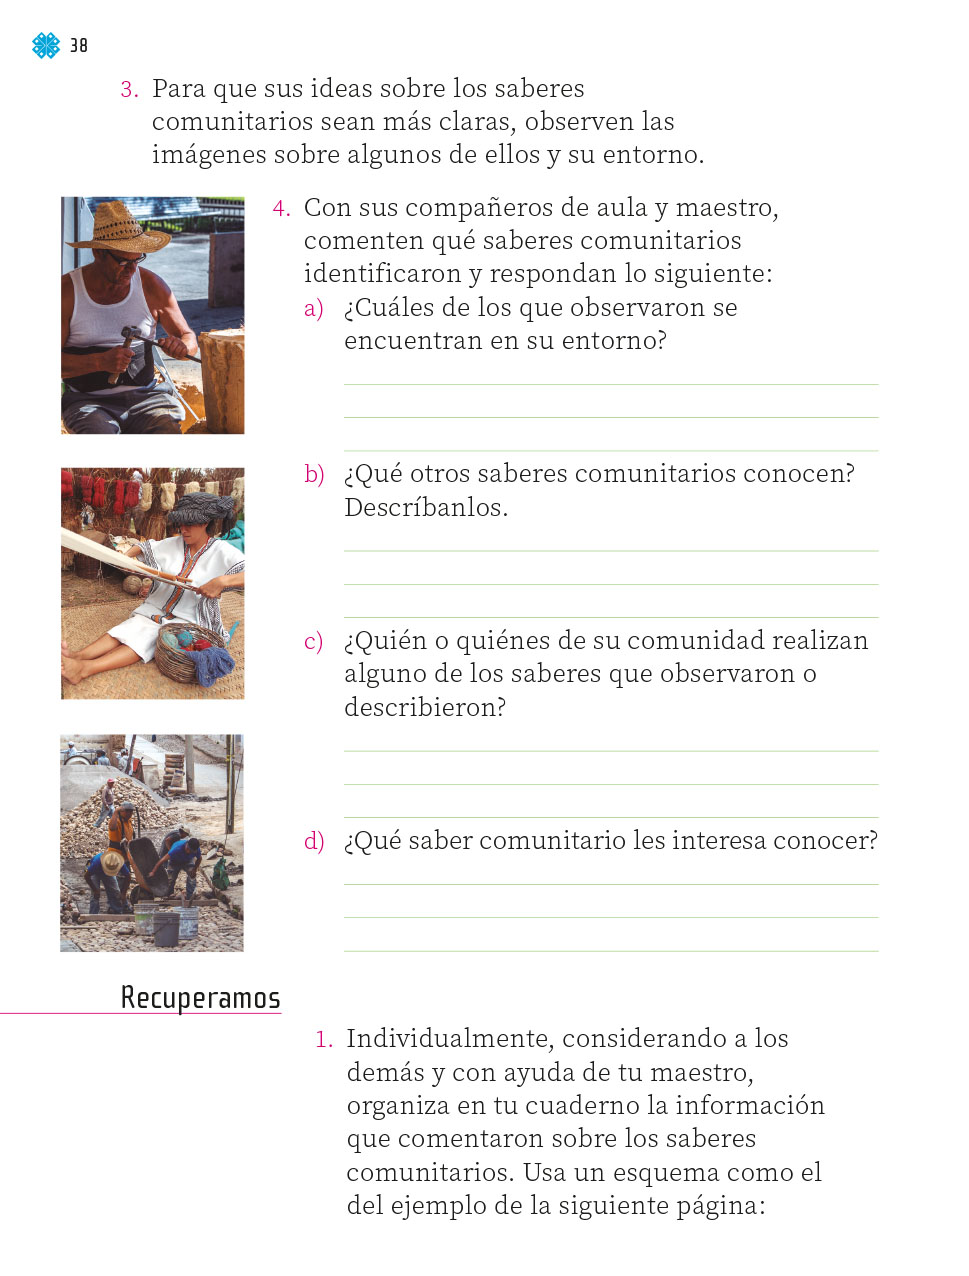 38
3. Para que sus ideas sobre los saberes
comunitarios sean más claras, observen las
imágenes sobre algunos de ellos y su entorno.
4. Con sus compañeros de aula y maestro,
comenten qué saberes comunitarios
identificaron y respondan lo siguiente:
a) ¿Cuáles de los que observaron se
encuentran en su entorno?
b) ¿Qué otros saberes comunitarios conocen?
Descríbanlos.
c) ¿Quién o quiénes de su comunidad realizan
alguno de los saberes que observaron o
describieron?
d) ¿Qué saber comunitario les interesa conocer?
Recuperamos
1. Individualmente, considerando a los
demás y con ayuda de tu maestro,
organiza en tu cuaderno la información
que comentaron sobre los saberes
comunitarios. Usa un esquema como el
del ejemplo de la siguiente página: